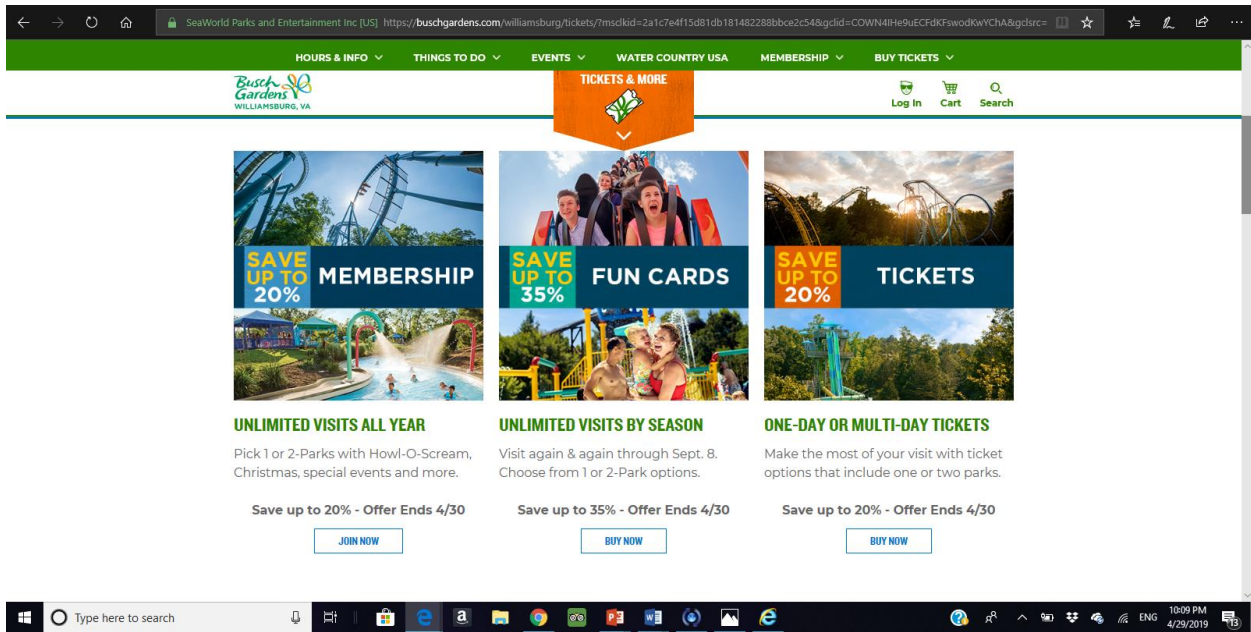 SeaWorld Parks and Entertainment Inc [US] https://buschgardens.com/williamsburg/tickets/?msclkid=2a1c7e4f15d81db181482288bbce2c54&gclid=COWN4IHe9uECFdKFswodKwYChA&gclsrc=
HOURS & INFO THINGS TO DO EVENTS WATER COUNTRY USA MEMBERSHIP BUY TICKETS
Busch
Gardens
WILLIAMSBURG, VA
TICKETS & MORE
Log In Cart Search
SAVE
UP TO
20%
MEMBERSHIP
SAVE
UP TO
35%
FUN CARDS
SAVE
UP TO
20%
TICKETS
UNLIMITED VISITS ALL YEAR
Pick 1 or 2-Parks with Howl-O-Scream,
Christmas, special events and more.
Save up to 20% - Offer Ends 4/30
JOIN NOW
UNLIMITED VISITS BY SEASON
Visit again & again through Sept. 8.
Choose from 1 or 2-Park options.
Save up to 35% - Offer Ends 4/30
BUY NOW
ONE-DAY OR MULTI-DAY TICKETS
Make the most of your visit with ticket
options that include one or two parks.
Save up to 20% - Offer Ends 4/30
BUY NOW
Type here to search
ENG
10:09 PM
4/29/2019
13